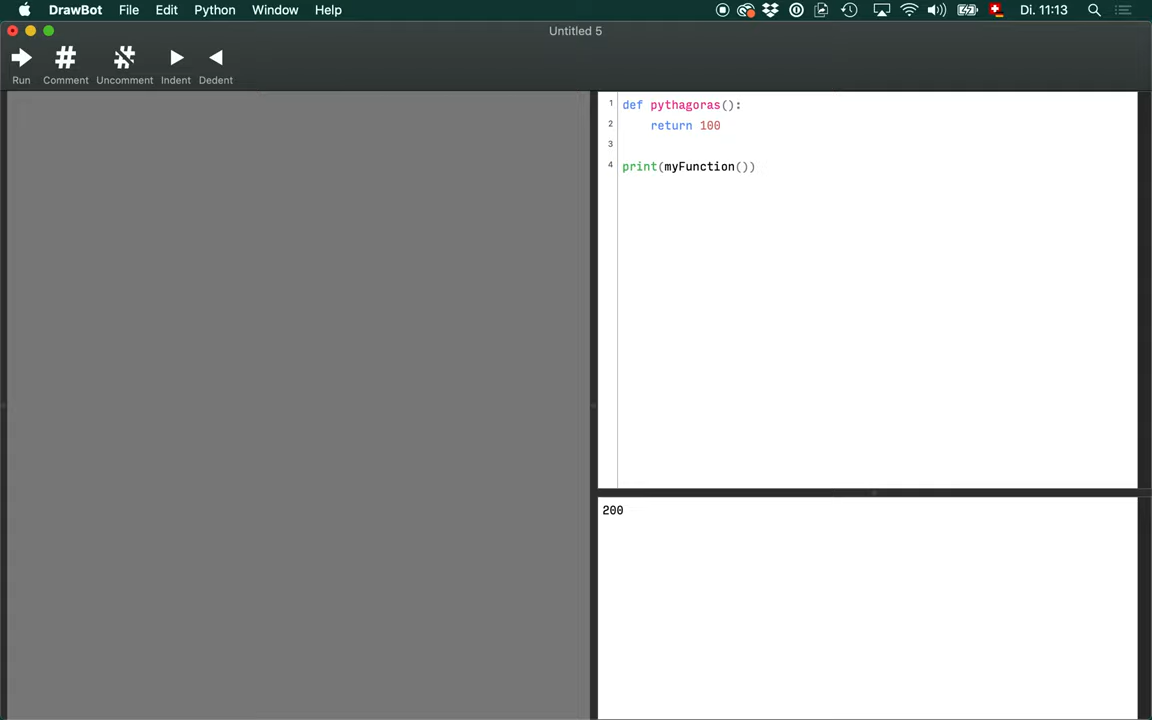 DrawBot File Edit Python Window Help Di. 11:13
Untitled 5
Run Comment Uncomment Indent Dedent
1 def pythagoras():
2     return 100
3
4 print(myFunction())
200